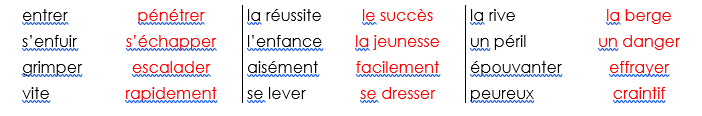 entrer pénétrer la réussite le succès la rive la berge
s'enfuir s'échapper l'enfance la jeunesse un péril un danger
grimper escalader aisément facilement épouvanter effraver
vite rapidement se lever se dresser peureux craintif